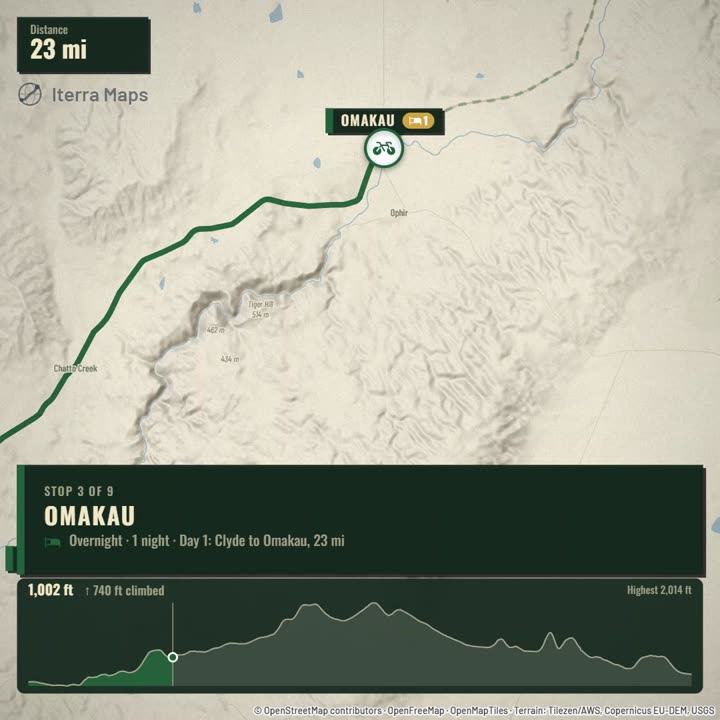 Distance
23 mi
Iterra Maps
OMAKAU 1
Ophir
Tiger Hill
514 m
462 m
434 m
Chatto Creek
STOP 3 OF 9
OMAKAU
Overnight · 1 night · Day 1: Clyde to Omakau, 23 mi
1,002 ft ↑ 740 ft climbed
Highest 2,014 ft
© OpenStreetMap contributors · OpenFreeMap · OpenMapTiles · Terrain: Tilezen/AWS, Copernicus EU-DEM, USGS